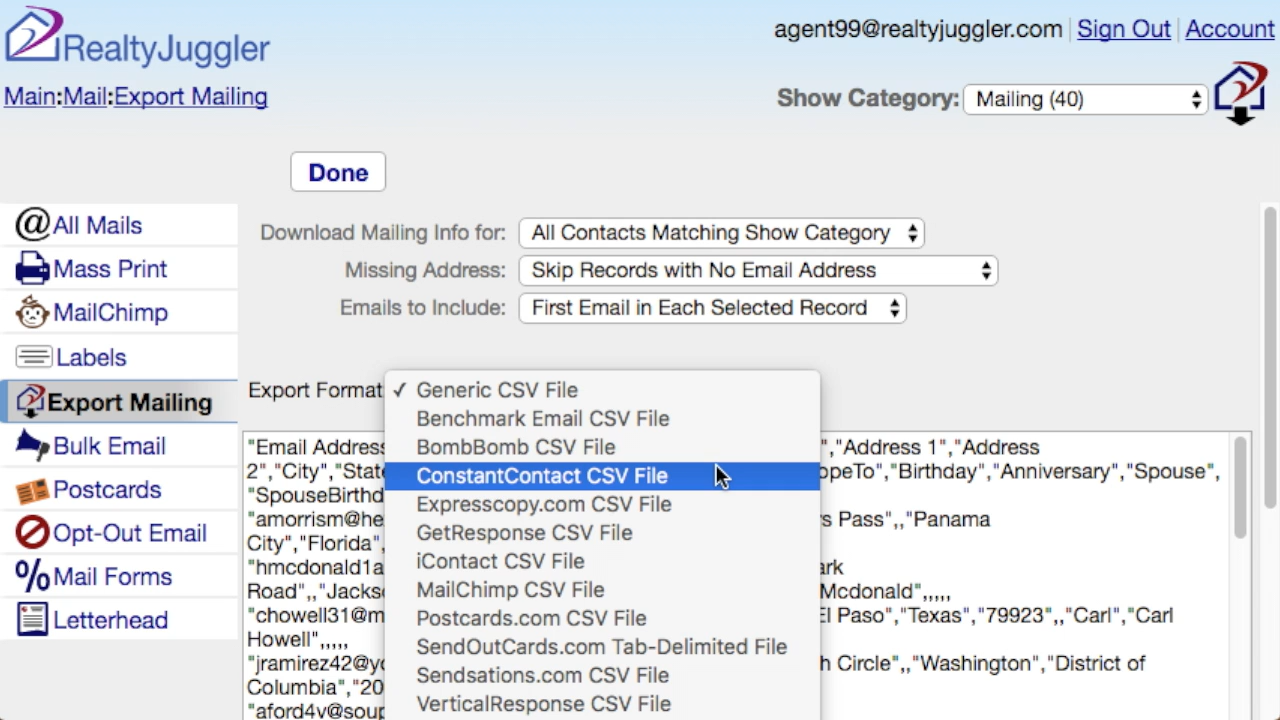 RealtyJuggler
agent99@realtyjuggler.com | Sign Out | Account
Main:Mail:Export Mailing
Show Category: Mailing (40)
Done
All Mails
Mass Print
MailChimp
Labels
Export Mailing
Bulk Email
Postcards
Opt-Out Email
Mail Forms
Letterhead
Download Mailing Info for: All Contacts Matching Show Category
Missing Address: Skip Records with No Email Address
Emails to Include: First Email in Each Selected Record
Export Format
✓ Generic CSV File
Benchmark Email CSV File
BombBomb CSV File
ConstantContact CSV File
Expresscopy.com CSV File
GetResponse CSV File
iContact CSV File
MailChimp CSV File
Postcards.com CSV File
SendOutCards.com Tab-Delimited File
Sendsations.com CSV File
VerticalResponse CSV File
"Email Addres ","Address 1","Address
2","City","State opeTo","Birthday","Anniversary","Spouse",
"SpouseBirthd
"amorrism@he s Pass",,"Panama
City","Florida",
"hmcdonald1a ark
Road",,"Jacks Mcdonald",,,,,
"chowell31@m El Paso","Texas","79923",,"Carl","Carl
Howell",,,,,
"jramirez42@y h Circle",,"Washington","District of
Columbia","20
"aford4v@soup